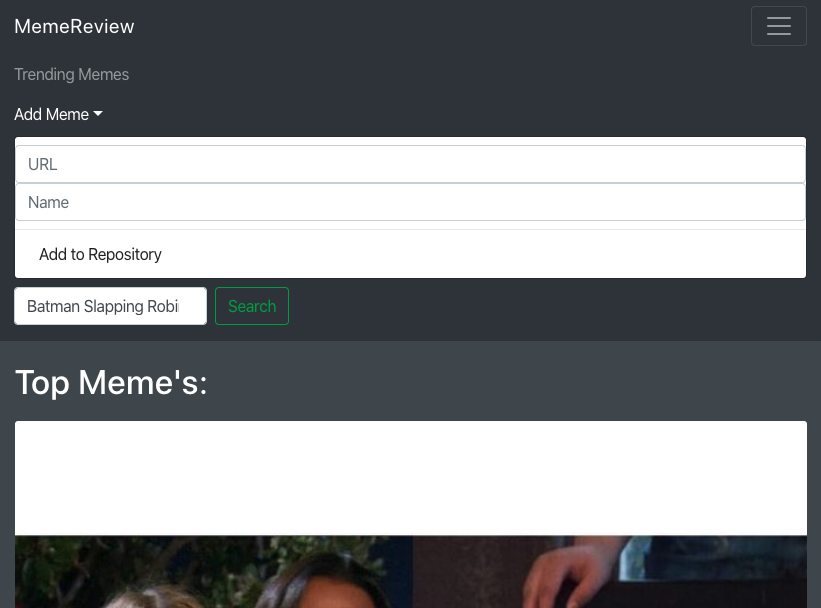 MemeReview
Trending Memes
Add Meme
URL
Name
Add to Repository
Batman Slapping Robi
Search
Top Meme's: